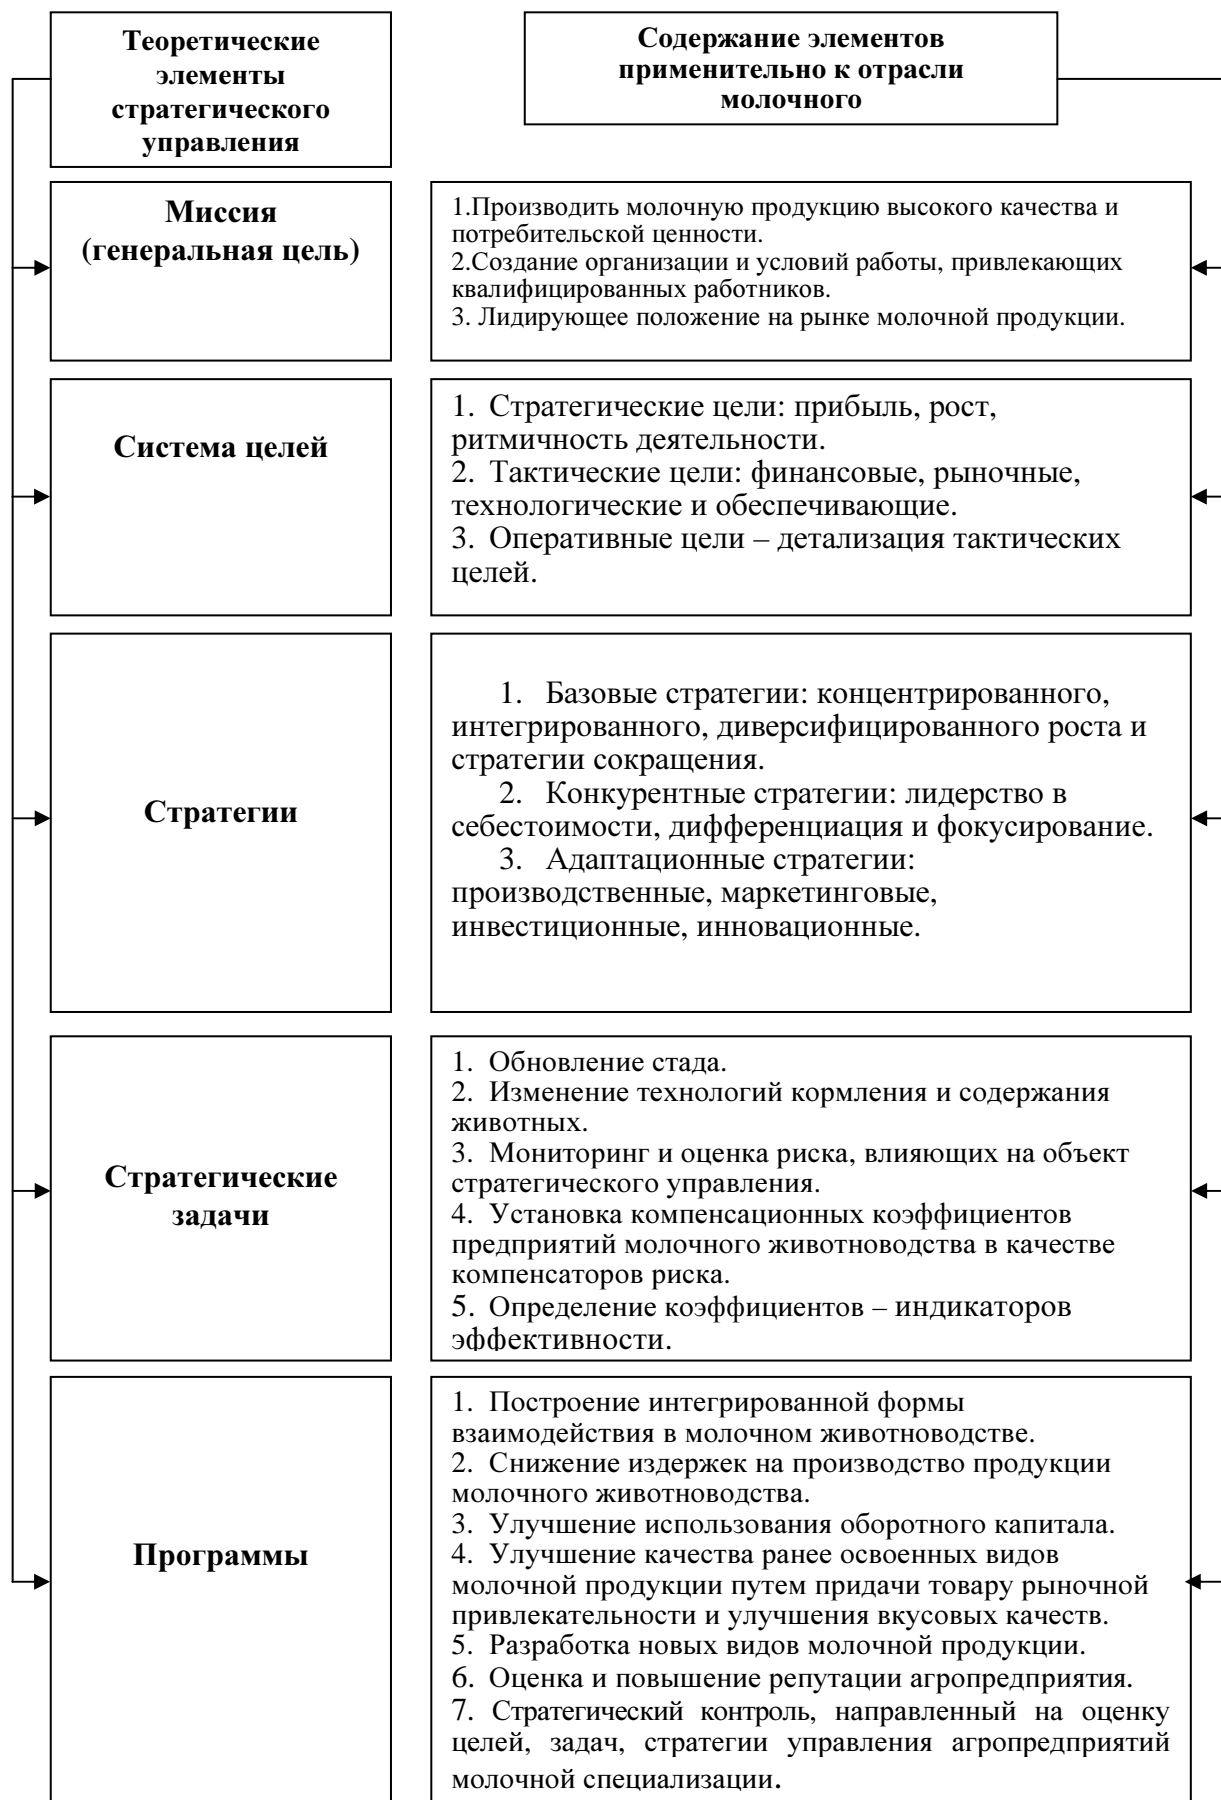 Теоретические
элементы
стратегического
управления
Содержание элементов
применительно к отрасли
молочного
Миссия
(генеральная цель)
1.Производить молочную продукцию высокого качества и
потребительской ценности.
2.Создание организации и условий работы, привлекающих
квалифицированных работников.
3. Лидирующее положение на рынке молочной продукции.
Система целей
1. Стратегические цели: прибыль, рост,
ритмичность деятельности.
2. Тактические цели: финансовые, рыночные,
технологические и обеспечивающие.
3. Оперативные цели – детализация тактических
целей.
Стратегии
1. Базовые стратегии: концентрированного,
интегрированного, диверсифицированного роста и
стратегии сокращения.
2. Конкурентные стратегии: лидерство в
себестоимости, дифференциация и фокусирование.
3. Адаптационные стратегии:
производственные, маркетинговые,
инвестиционные, инновационные.
Стратегические
задачи
1. Обновление стада.
2. Изменение технологий кормления и содержания
животных.
3. Мониторинг и оценка риска, влияющих на объект
стратегического управления.
4. Установка компенсационных коэффициентов
предприятий молочного животноводства в качестве
компенсаторов риска.
5. Определение коэффициентов – индикаторов
эффективности.
Программы
1. Построение интегрированной формы
взаимодействия в молочном животноводстве.
2. Снижение издержек на производство продукции
молочного животноводства.
3. Улучшение использования оборотного капитала.
4. Улучшение качества ранее освоенных видов
молочной продукции путем придачи товару рыночной
привлекательности и улучшения вкусовых качеств.
5. Разработка новых видов молочной продукции.
6. Оценка и повышение репутации агропредприятия.
7. Стратегический контроль, направленный на оценку
целей, задач, стратегии управления агропредприятий
молочной специализации.